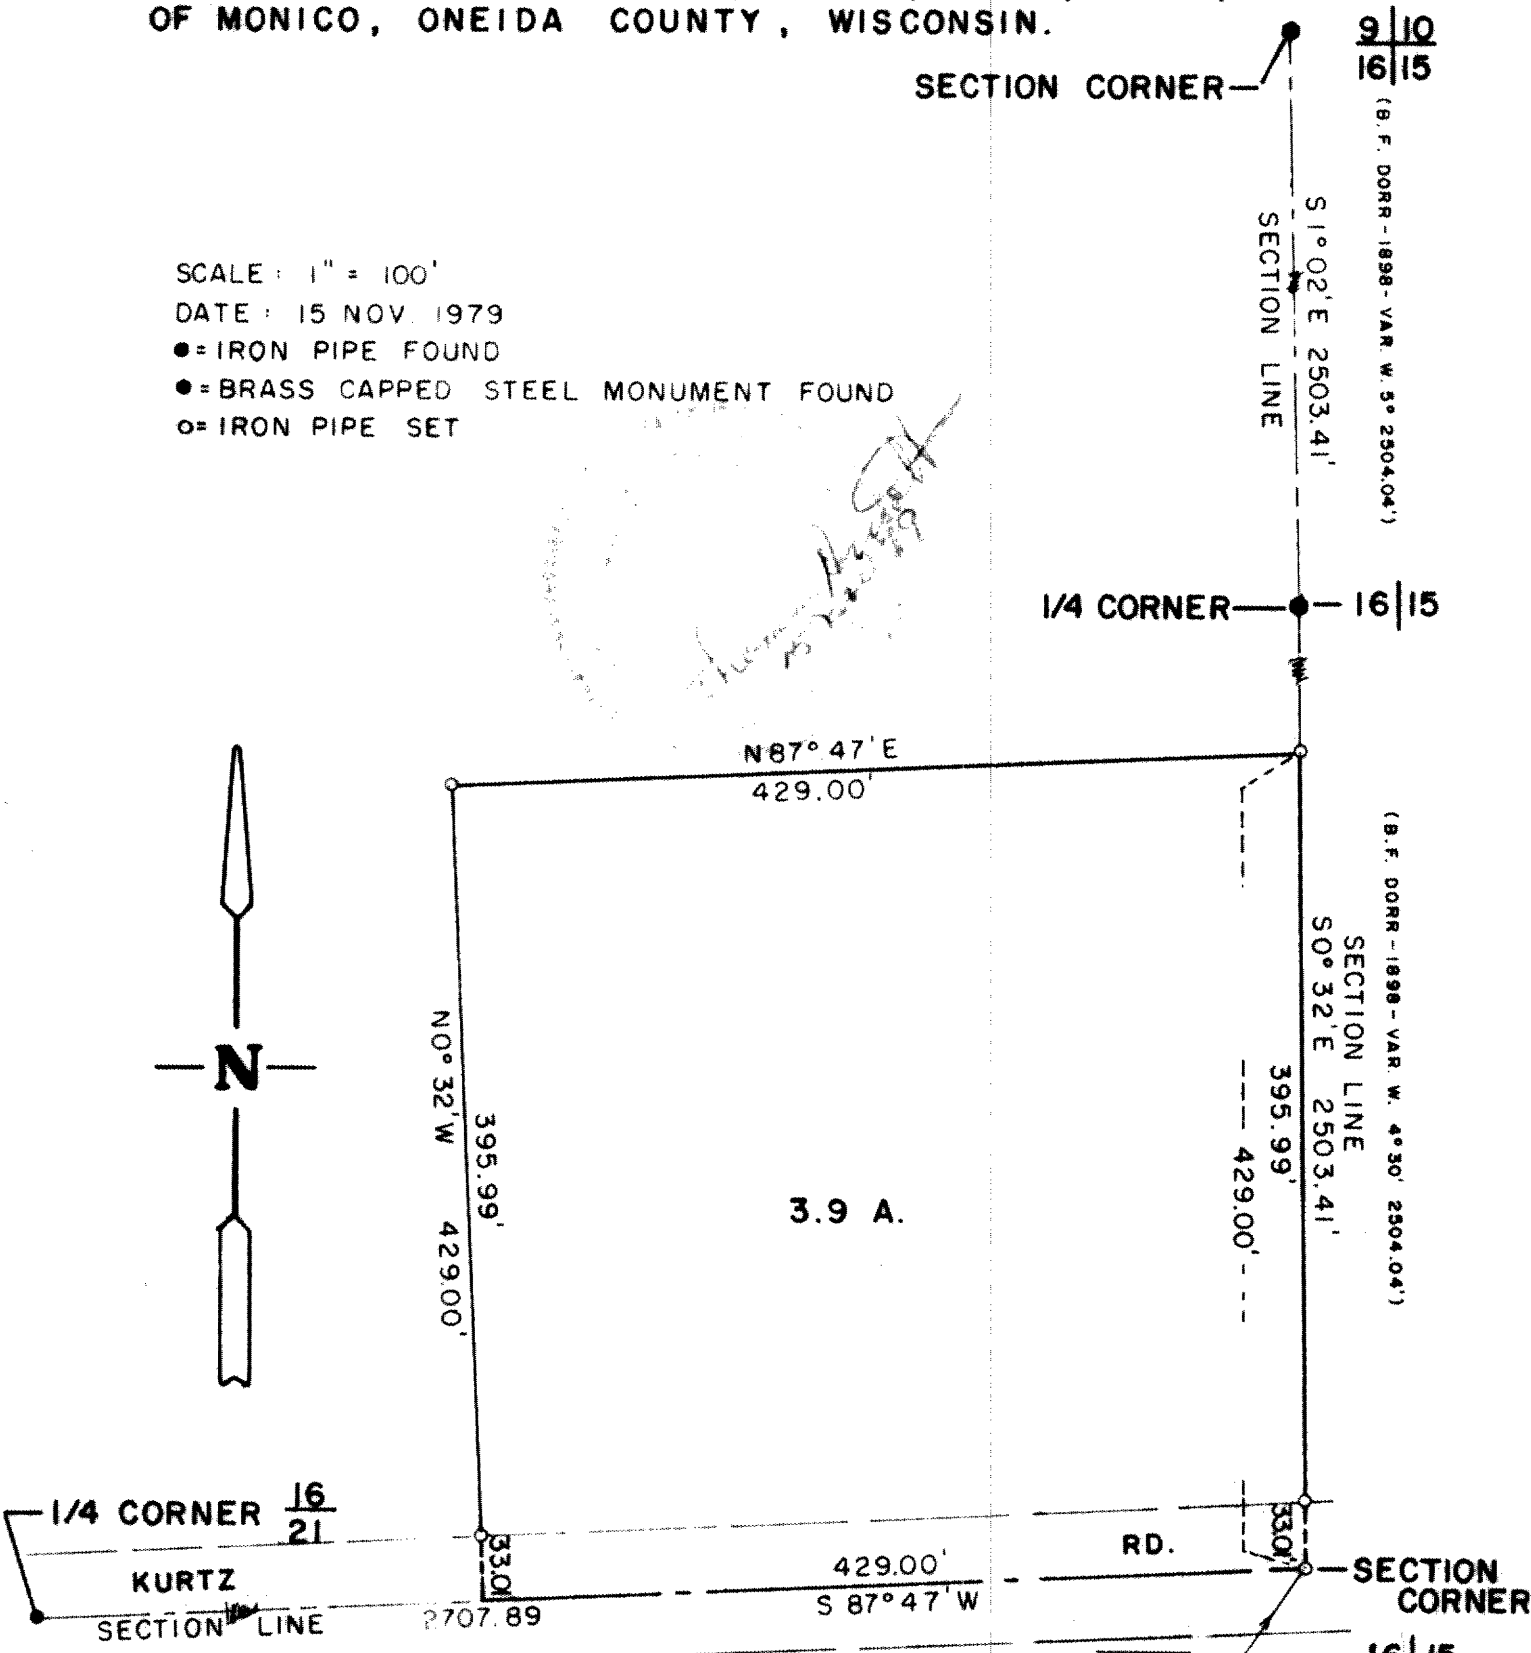 OF MONICO, ONEIDA COUNTY, WISCONSIN.
9|10
16|15
SECTION CORNER
(B.F. DORR-1898-VAR. W. 5° 2504.04')
S 1° 02' E 2503.41'
SECTION LINE
SCALE: 1" = 100'
DATE: 15 NOV. 1979
●= IRON PIPE FOUND
●= BRASS CAPPED STEEL MONUMENT FOUND
o= IRON PIPE SET
1/4 CORNER
16|15
N 87° 47' E
429.00'
(B.F. DORR-1898-VAR. W. 4° 30' 2504.04')
SECTION LINE
S 0° 32' E 2503.41'
395.99'
429.00'
N 0° 32' W 429.00'
395.99'
N
3.9 A.
1/4 CORNER 16
21
33.01'
33.01'
RD.
KURTZ
429.00'
SECTION LINE
2707.89
S 87° 47' W
SECTION
CORNER
16|15